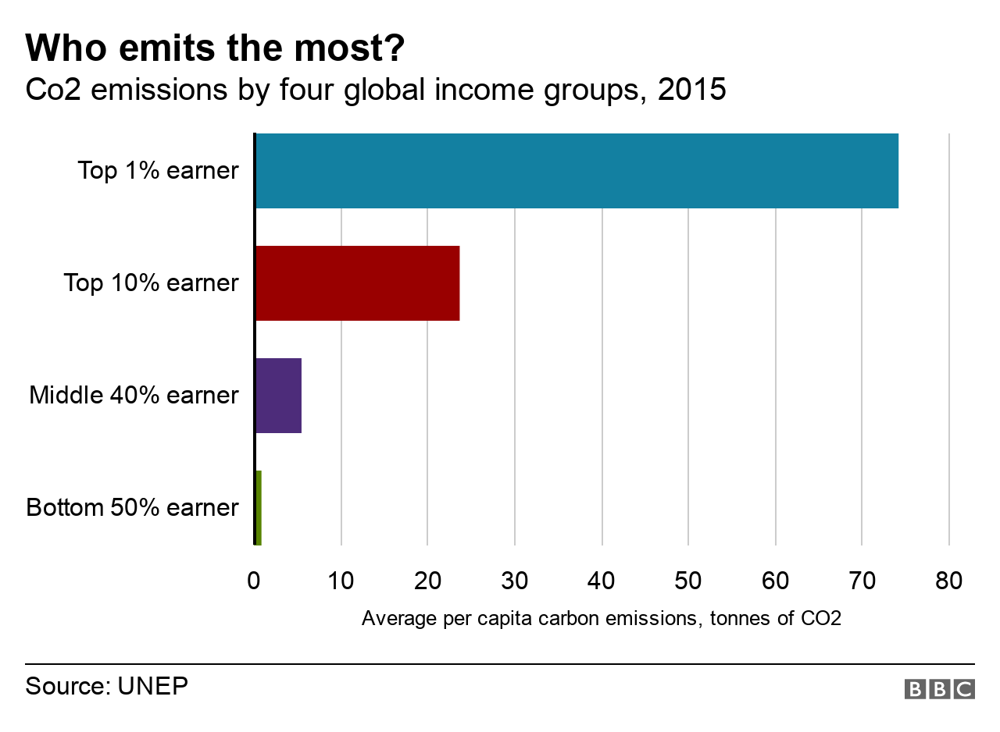 Who emits the most?
Co2 emissions by four global income groups, 2015
Top 1% earner
Top 10% earner
Middle 40% earner
Bottom 50% earner
0 10 20 30 40 50 60 70 80
Average per capita carbon emissions, tonnes of CO2
Source: UNEP
BBC